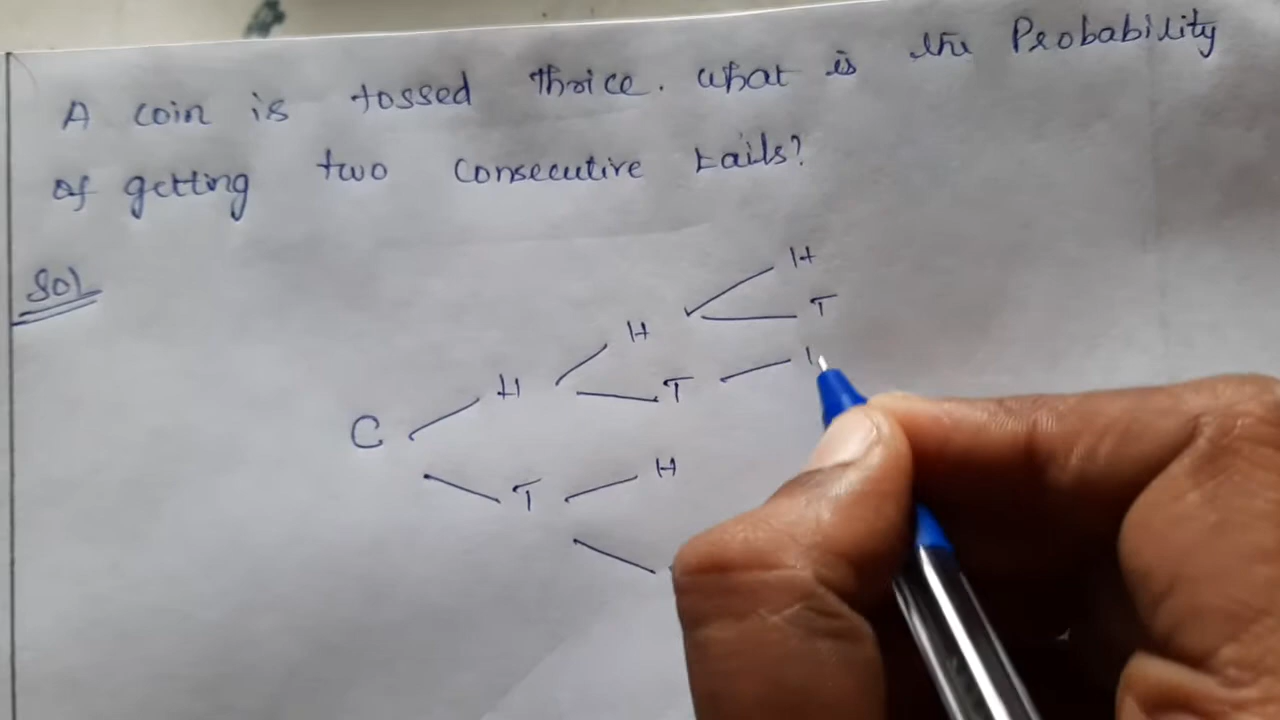 A coin is tossed thrice. What is the Probability
of getting two consecutive tails?
Sol
H
H T
H T
C
T H